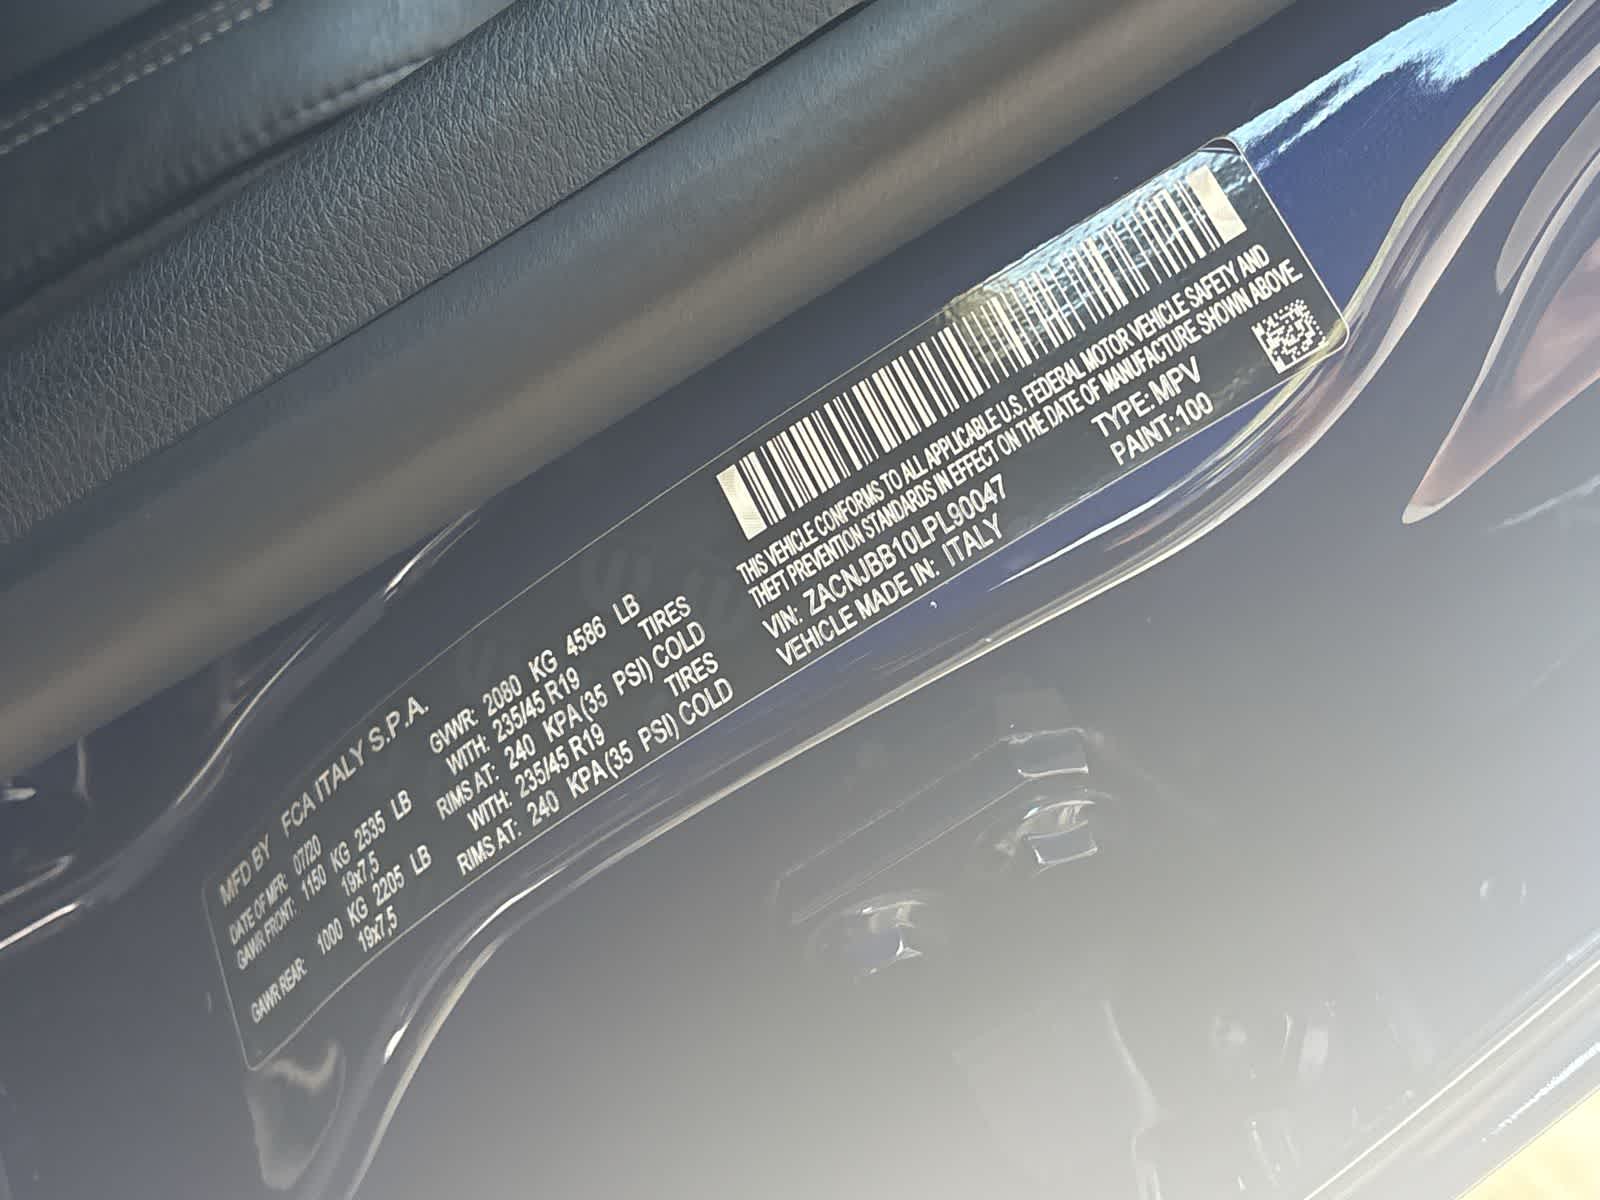 MFD BY FCA ITALY S.P.A.
DATE OF MFR: 07/20
GAWR FRONT: 1150 KG 2535 LB
19x7,5
GAWR REAR: 1000 KG 2205 LB
19x7,5
GVWR: 2080 KG 4586 LB
WITH: 235/45 R19 TIRES
RIMS AT: 240 KPA(35 PSI) COLD
WITH: 235/45 R19 TIRES
RIMS AT: 240 KPA(35 PSI) COLD
THIS VEHICLE CONFORMS TO ALL APPLICABLE U.S. FEDERAL MOTOR VEHICLE SAFETY AND
THEFT PREVENTION STANDARDS IN EFFECT ON THE DATE OF MANUFACTURE SHOWN ABOVE.
VIN: ZACNJBB10LPL90047
VEHICLE MADE IN: ITALY
TYPE: MPV
PAINT: 100